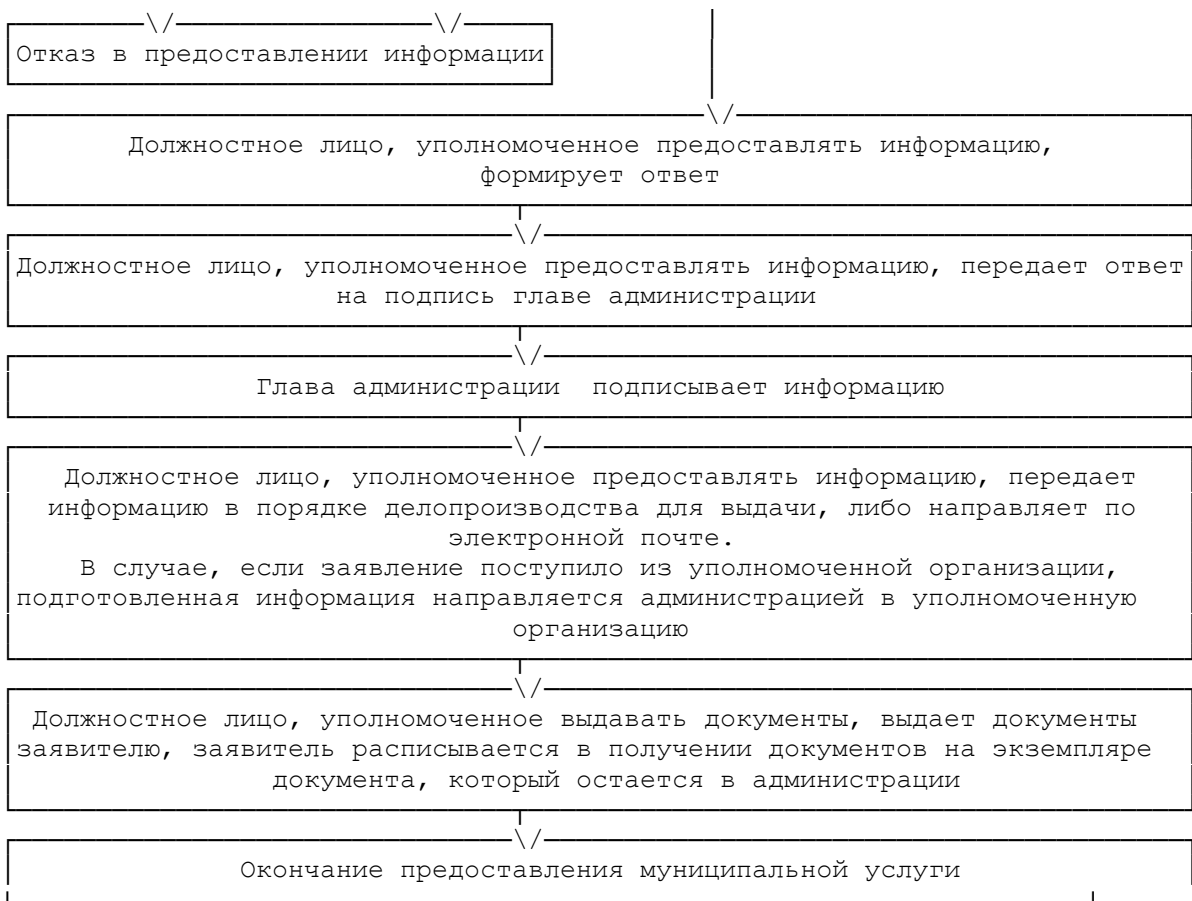 Отказ в предоставлении информации
Должностное лицо, уполномоченное предоставлять информацию,
формирует ответ
Должностное лицо, уполномоченное предоставлять информацию, передает ответ
на подпись главе администрации
Глава администрации  подписывает информацию
Должностное лицо, уполномоченное предоставлять информацию, передает
информацию в порядке делопроизводства для выдачи, либо направляет по
электронной почте.
В случае, если заявление поступило из уполномоченной организации,
подготовленная информация направляется администрацией в уполномоченную
организацию
Должностное лицо, уполномоченное выдавать документы, выдает документы
заявителю, заявитель расписывается в получении документов на экземпляре
документа, который остается в администрации
Окончание предоставления муниципальной услуги